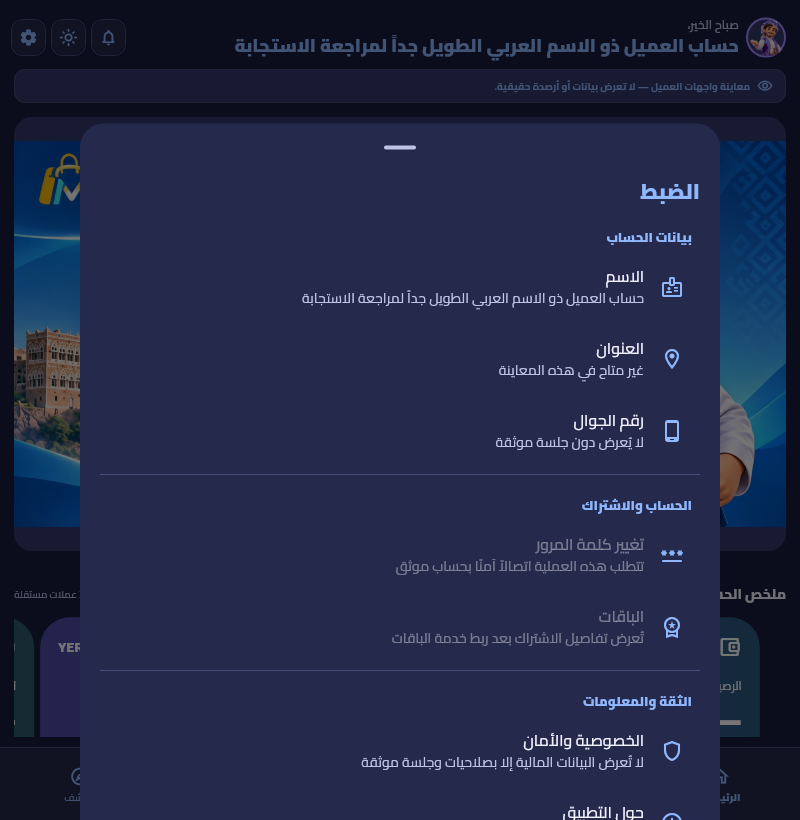 صباح الخير،
حساب العميل ذو الاسم العربي الطويل جداً لمراجعة الاستجابة
معاينة واجهات العميل — لا تعرض بيانات أو أرصدة حقيقية.
الضبط
بيانات الحساب
الاسم
حساب العميل ذو الاسم العربي الطويل جداً لمراجعة الاستجابة
العنوان
غير متاح في هذه المعاينة
رقم الجوال
لا يُعرض دون جلسة موثقة
الحساب والاشتراك
تغيير كلمة المرور
تتطلب هذه العملية اتصالاً آمنًا بحساب موثق
الباقات
تُعرض تفاصيل الاشتراك بعد ربط خدمة الباقات
الثقة والمعلومات
الخصوصية والأمان
لا تُعرض البيانات المالية إلا بصلاحيات وجلسة موثقة
حول التطبيق
ملخص
عملات مستقلة
YER